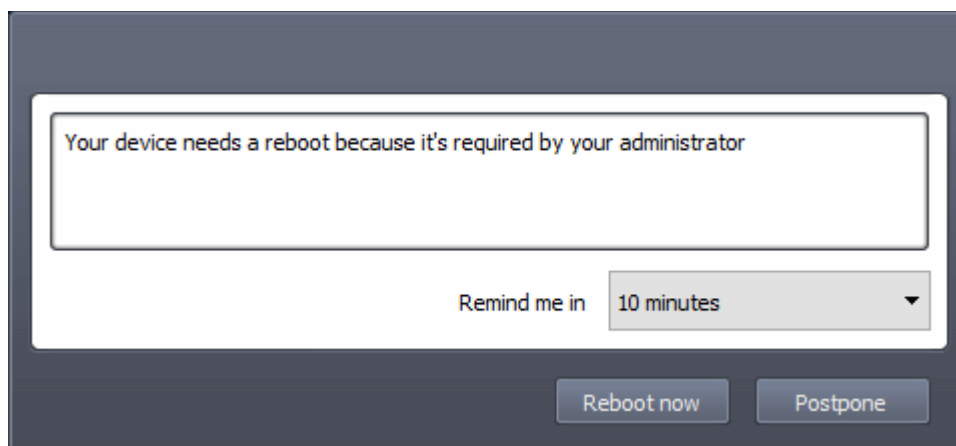 Your device needs a reboot because it's required by your administrator
Remind me in 10 minutes
Reboot now Postpone